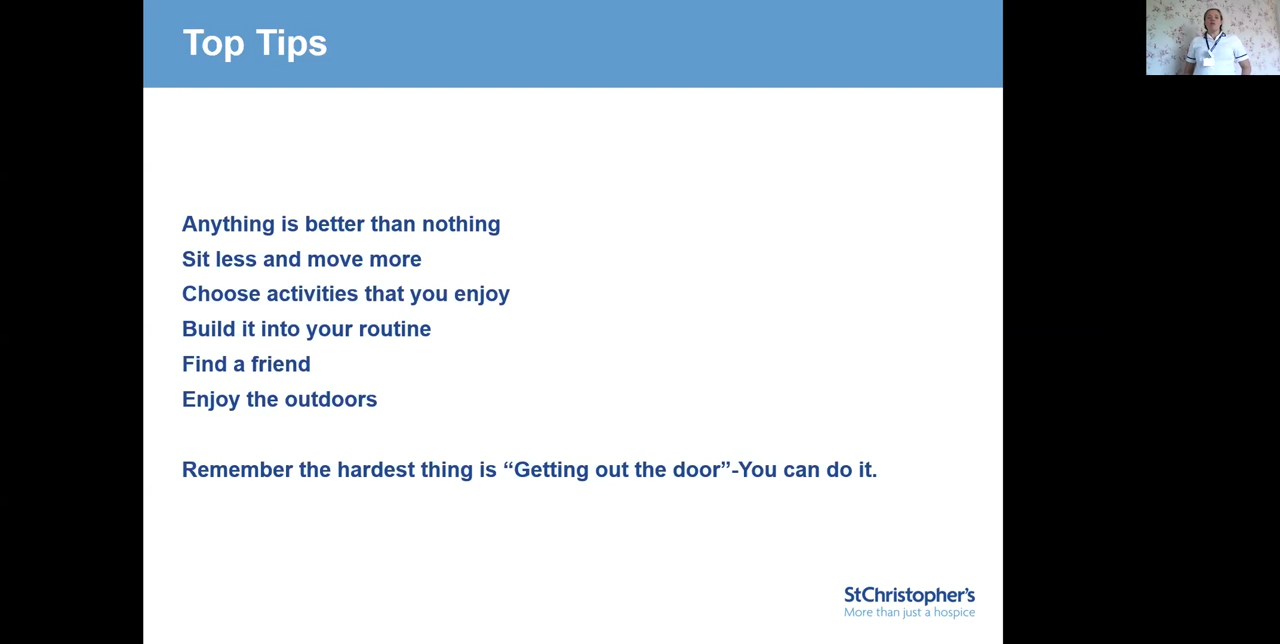 Top Tips
Anything is better than nothing
Sit less and move more
Choose activities that you enjoy
Build it into your routine
Find a friend
Enjoy the outdoors
Remember the hardest thing is “Getting out the door”-You can do it.
StChristopher's
More than just a hospice